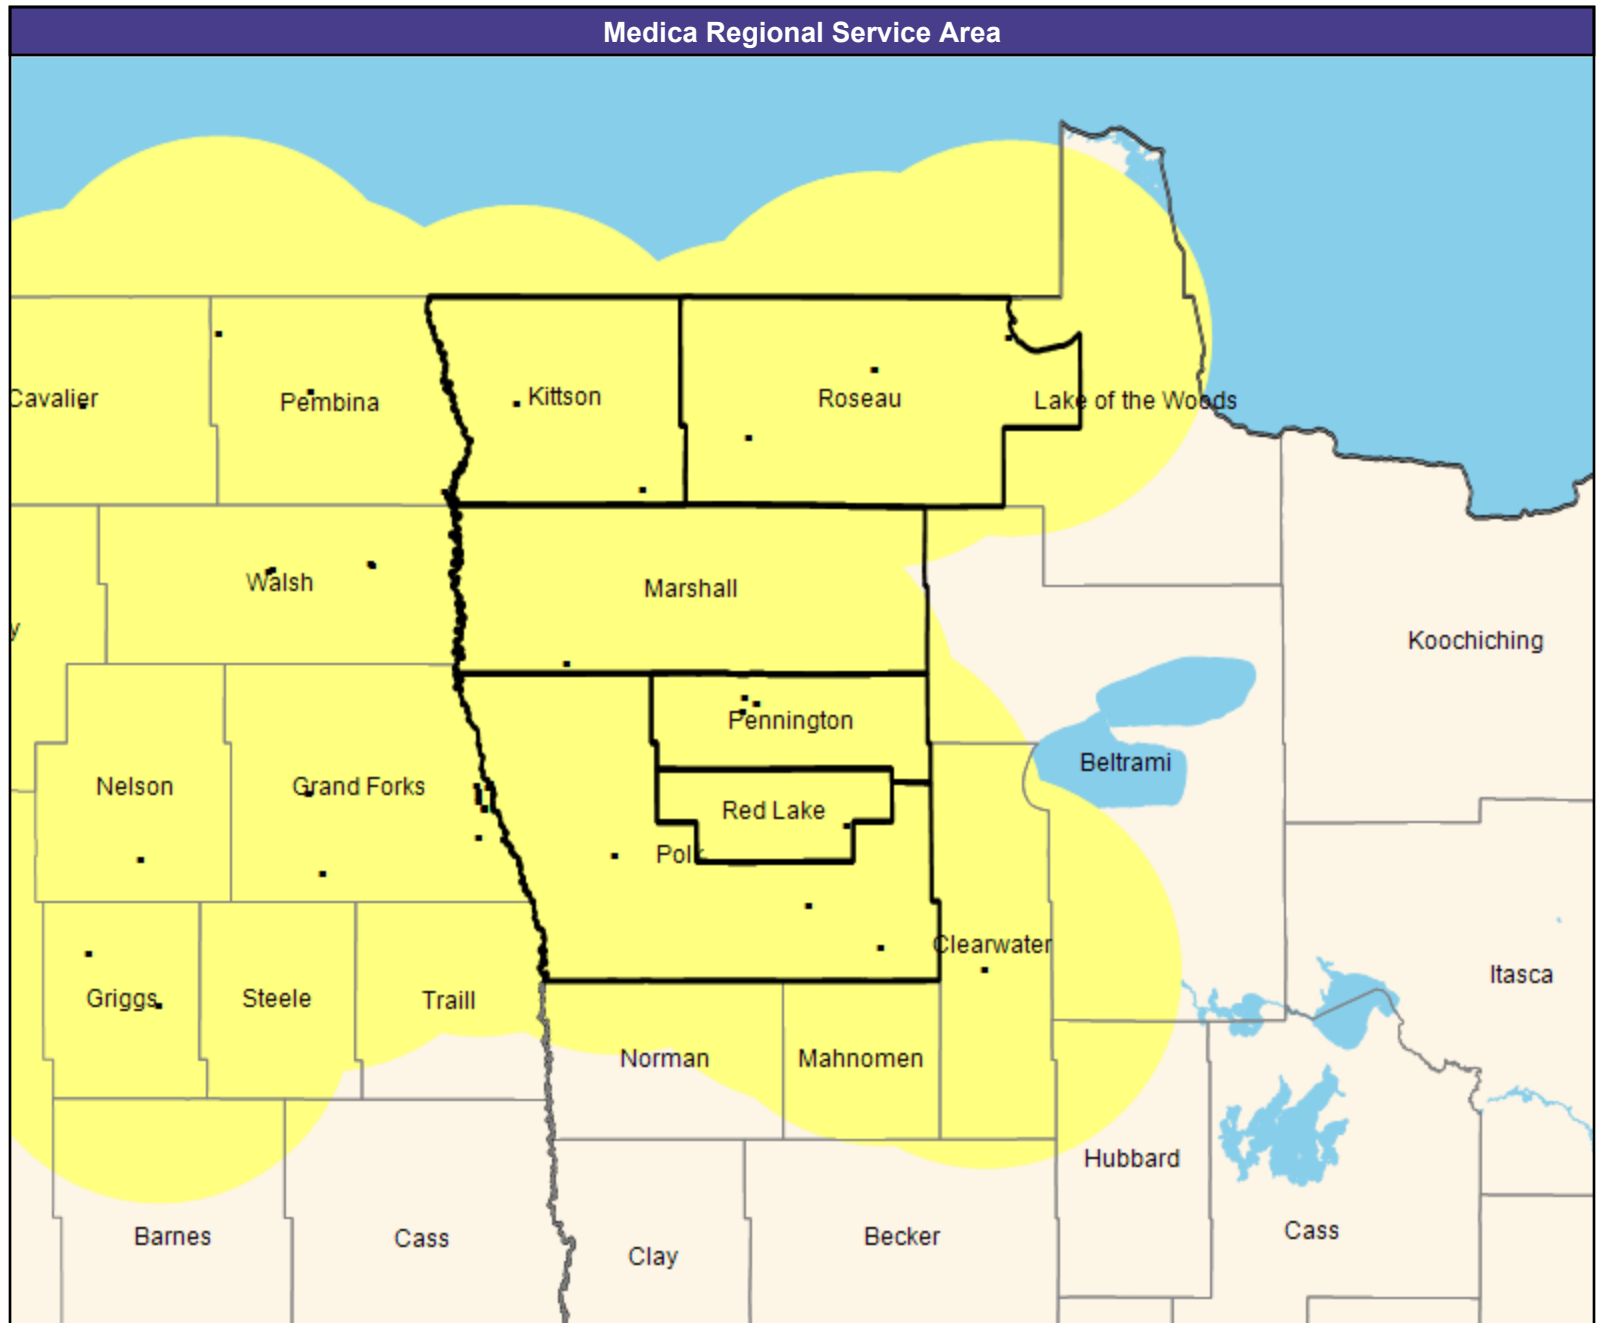 Medica Regional Service Area
Cavalier
Pembina
Kittson
Roseau
Lake of the Woods
Walsh
Marshall
y
Koochiching
Pennington
Beltrami
Nelson
Grand Forks
Red Lake
Polk
Clearwater
Itasca
Griggs
Steele
Traill
Norman
Mahnomen
Hubbard
Barnes
Cass
Clay
Becker
Cass